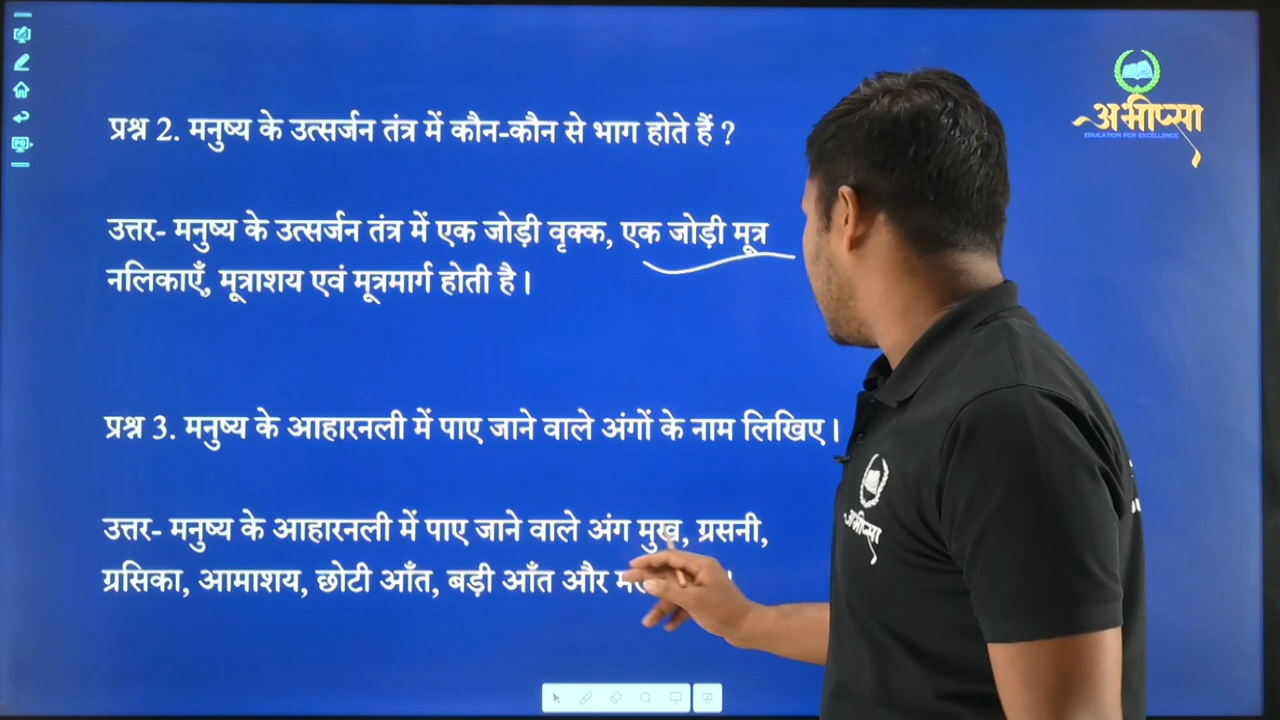 अभीप्सा
EDUCATION FOR EXCELLENCE
प्रश्न 2. मनुष्य के उत्सर्जन तंत्र में कौन-कौन से भाग होते हैं ?
उत्तर- मनुष्य के उत्सर्जन तंत्र में एक जोड़ी वृक्क, एक जोड़ी मूत्र
नलिकाएँ, मूत्राशय एवं मूत्रमार्ग होती है।
प्रश्न 3. मनुष्य के आहारनली में पाए जाने वाले अंगों के नाम लिखिए।
उत्तर- मनुष्य के आहारनली में पाए जाने वाले अंग मुख, ग्रसनी,
ग्रसिका, आमाशय, छोटी आँत, बड़ी आँत और
अभीप्सा